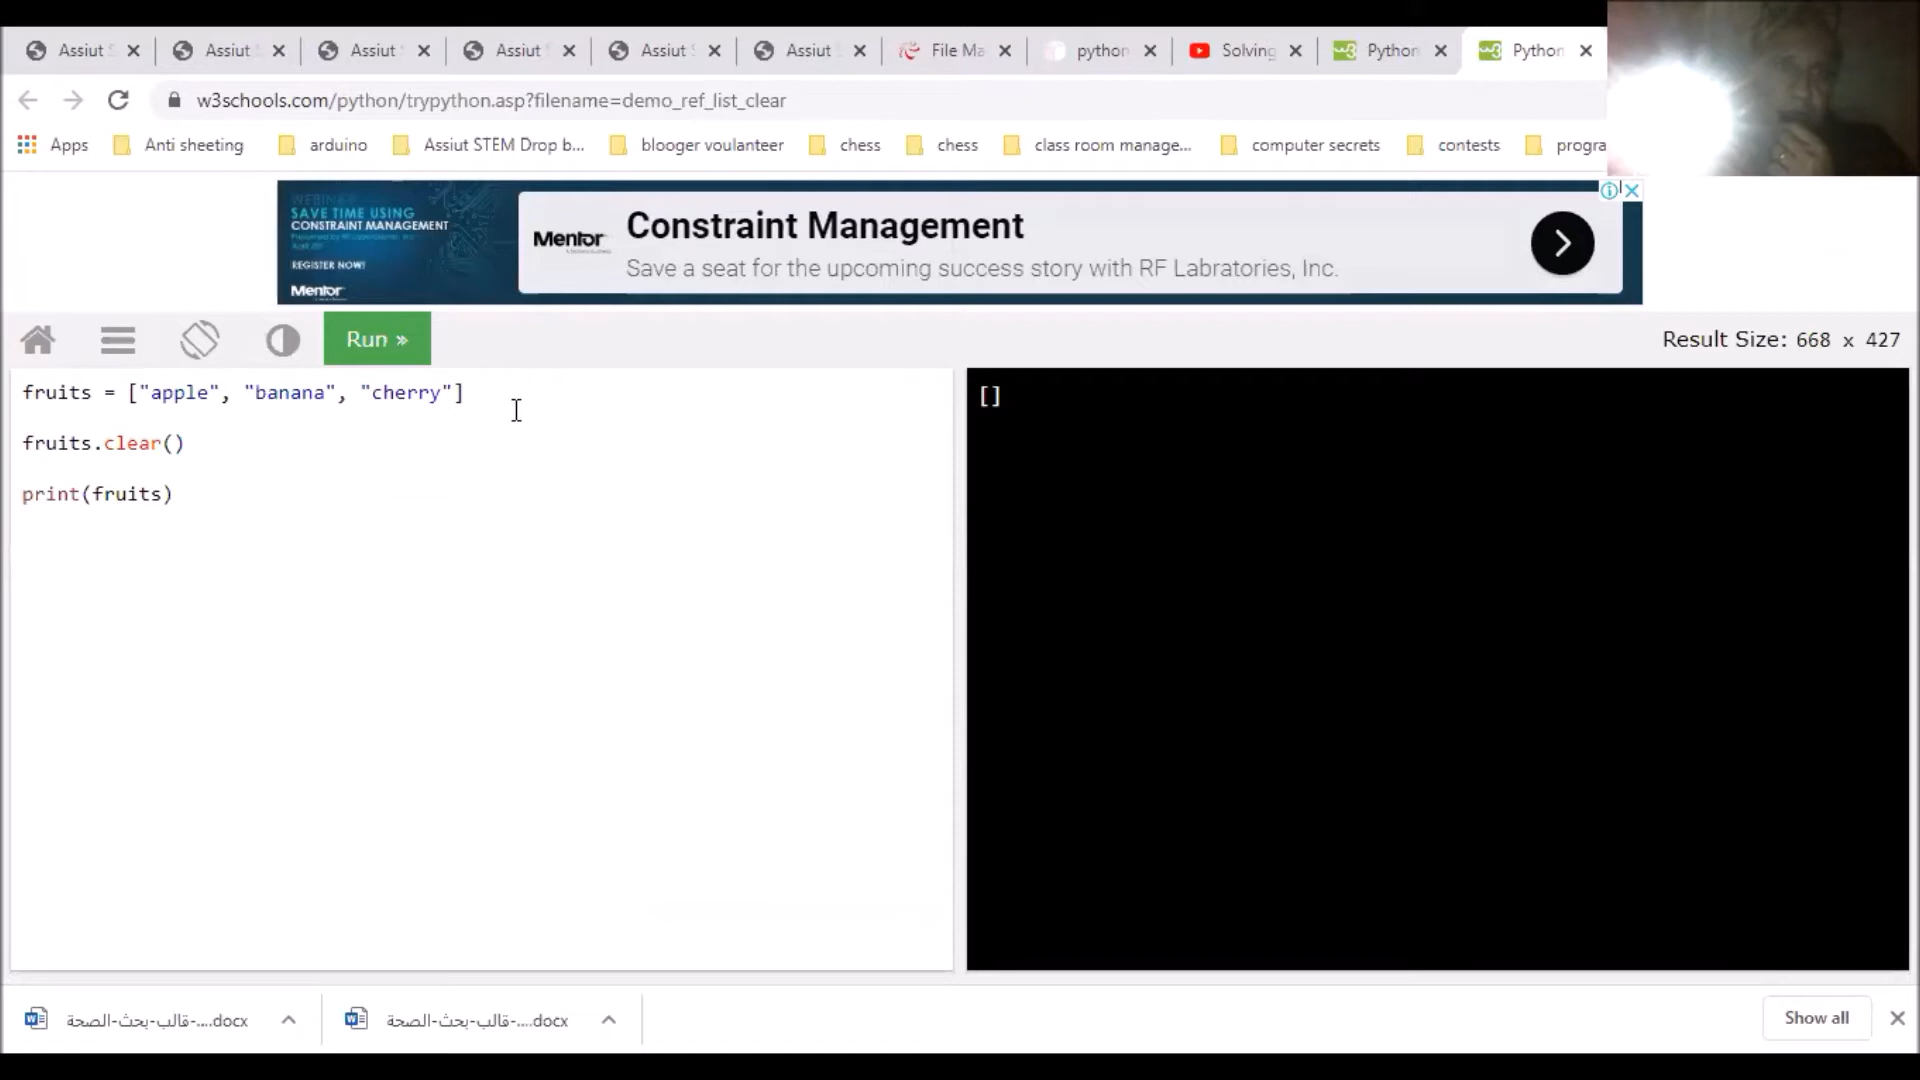 Assiut S
Assiut
Assiut
Assiut
Assiut S
Assiut
File Ma
python
Solving
Python
Python
w3schools.com/python/trypython.asp?filename=demo_ref_list_clear
Apps
Anti sheeting
arduino
Assiut STEM Drop b...
blooger voulanteer
chess
chess
class room manage...
computer secrets
contests
progra
WEBINAR
SAVE TIME USING
CONSTRAINT MANAGEMENT
REGISTER NOW!
Mentor
Mentor
Constraint Management
Save a seat for the upcoming success story with RF Labratories, Inc.
Run »
Result Size: 668 x 427
fruits = ["apple", "banana", "cherry"]
fruits.clear()
print(fruits)
[]
قالب-بحث-الصحة-....docx
قالب-بحث-الصحة-....docx
Show all